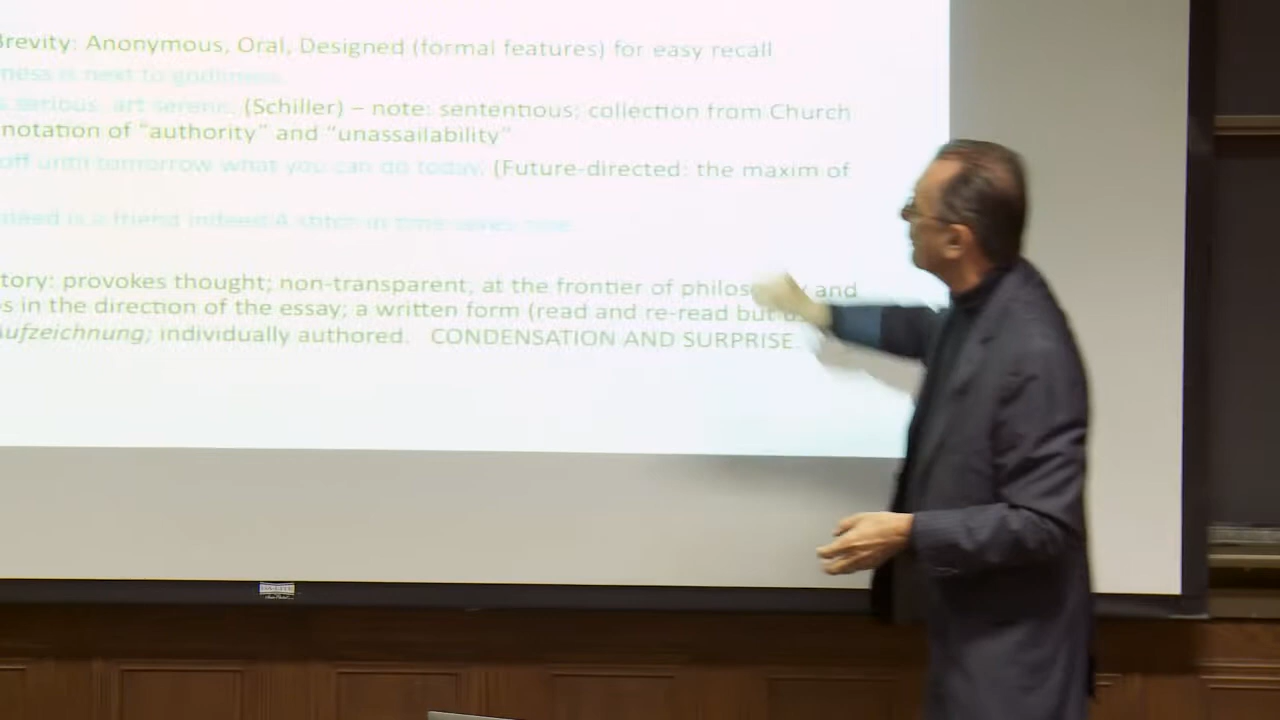 Brevity: Anonymous, Oral, Designed (formal features) for easy recall
ness is next to godliness.
s serious, art serene. (Schiller) – note: sententious; collection from Church
notation of “authority” and “unassailability”
off until tomorrow what you can do today. (Future-directed: the maxim of
need is a friend indeed A stitch in time saves nine.
tory: provokes thought; non-transparent, at the frontier of and
s in the direction of the essay; a written form (read and re-read but
Aufzeichnung; individually authored. CONDENSATION AND SURPRISE.